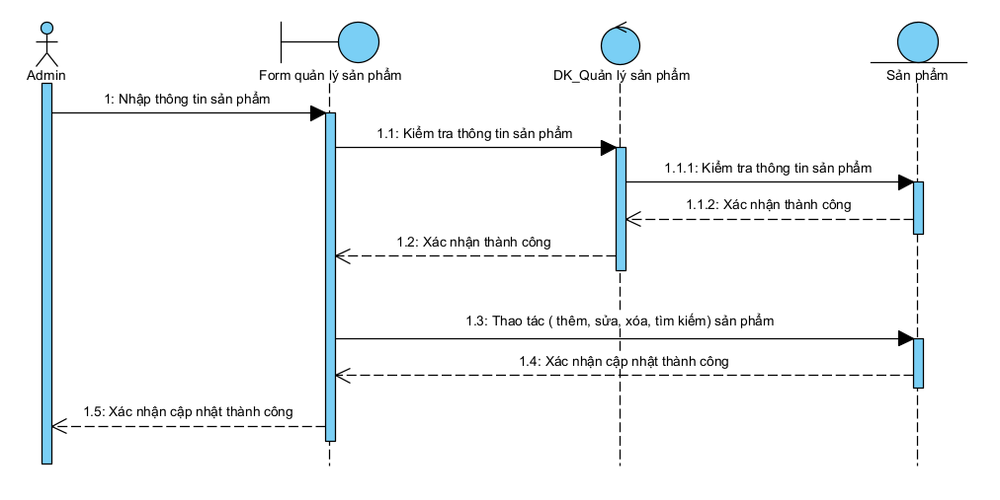 Admin
Form quản lý sản phẩm
DK_Quản lý sản phẩm
Sản phẩm
1: Nhập thông tin sản phẩm
1.1: Kiểm tra thông tin sản phẩm
1.1.1: Kiểm tra thông tin sản phẩm
1.1.2: Xác nhận thành công
1.2: Xác nhận thành công
1.3: Thao tác ( thêm, sửa, xóa, tìm kiếm) sản phẩm
1.4: Xác nhận cập nhật thành công
1.5: Xác nhận cập nhật thành công